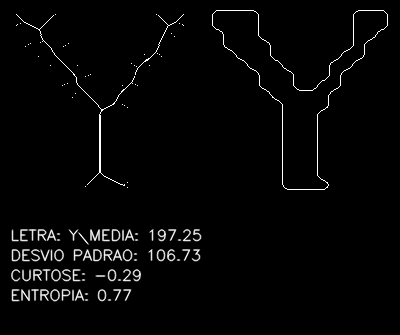 LETRA: Y\MEDIA: 197.25
DESVIO PADRAO: 106.73
CURTOSE: -0.29
ENTROPIA: 0.77